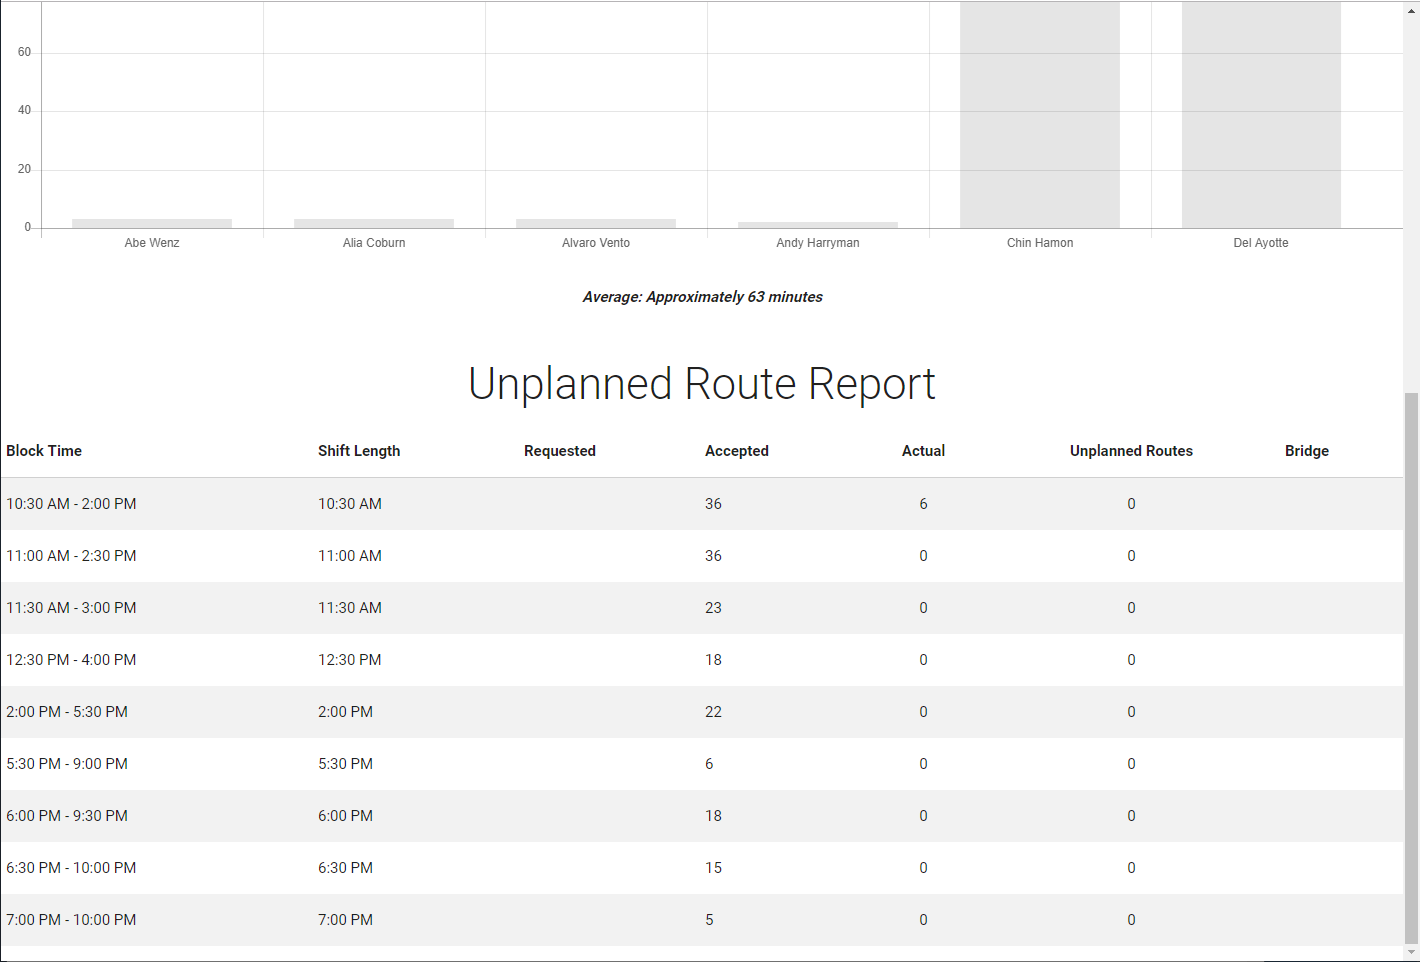 60
40
20
0
Abe Wenz Alia Coburn Alvaro Vento Andy Harryman Chin Hamon Del Ayotte
Average: Approximately 63 minutes
Unplanned Route Report
Block Time Shift Length Requested Accepted Actual Unplanned Routes Bridge
10:30 AM - 2:00 PM 10:30 AM 36 6 0
11:00 AM - 2:30 PM 11:00 AM 36 0 0
11:30 AM - 3:00 PM 11:30 AM 23 0 0
12:30 PM - 4:00 PM 12:30 PM 18 0 0
2:00 PM - 5:30 PM 2:00 PM 22 0 0
5:30 PM - 9:00 PM 5:30 PM 6 0 0
6:00 PM - 9:30 PM 6:00 PM 18 0 0
6:30 PM - 10:00 PM 6:30 PM 15 0 0
7:00 PM - 10:00 PM 7:00 PM 5 0 0